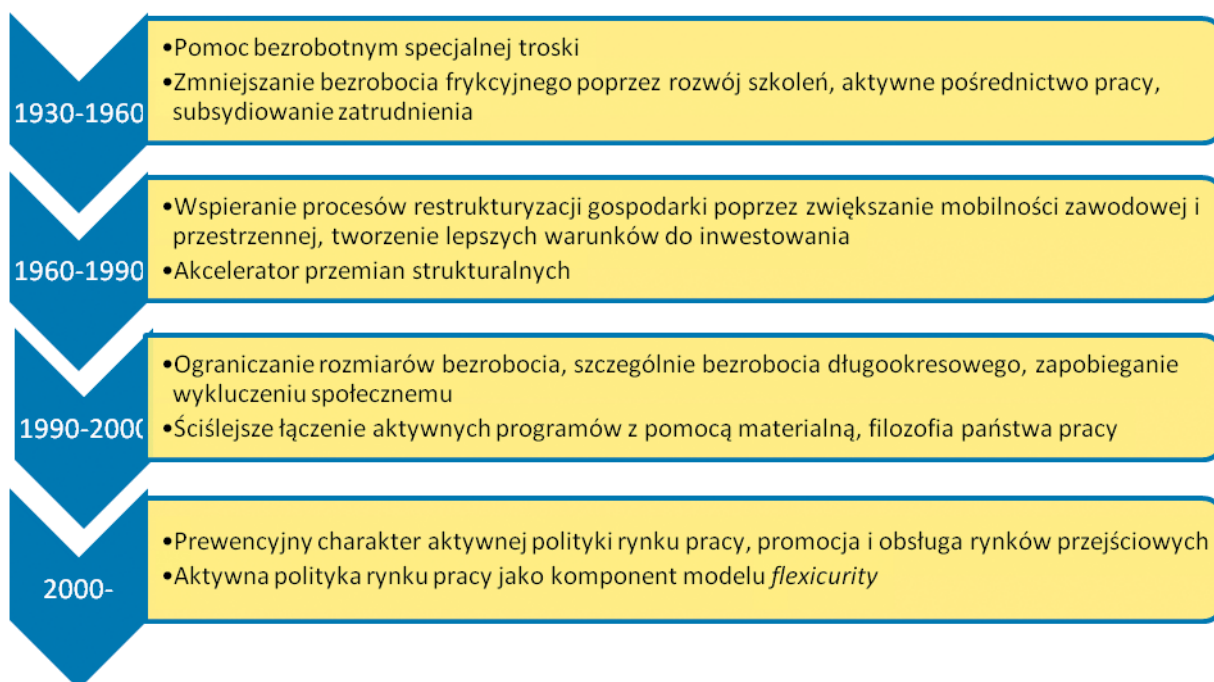 1930-1960
•Pomoc bezrobotnym specjalnej troski
•Zmniejszanie bezrobocia frykcyjnego poprzez rozwój szkoleń, aktywne pośrednictwo pracy,
subsydiowanie zatrudnienia
1960-1990
•Wspieranie procesów restrukturyzacji gospodarki poprzez zwiększanie mobilności zawodowej i
przestrzennej, tworzenie lepszych warunków do inwestowania
•Akcelerator przemian strukturalnych
1990-2000
•Ograniczanie rozmiarów bezrobocia, szczególnie bezrobocia długookresowego, zapobieganie
wykluczeniu społecznemu
•Ściślejsze łączenie aktywnych programów z pomocą materialną, filozofia państwa pracy
2000-
•Prewencyjny charakter aktywnej polityki rynku pracy, promocja i obsługa rynków przejściowych
•Aktywna polityka rynku pracy jako komponent modelu flexicurity